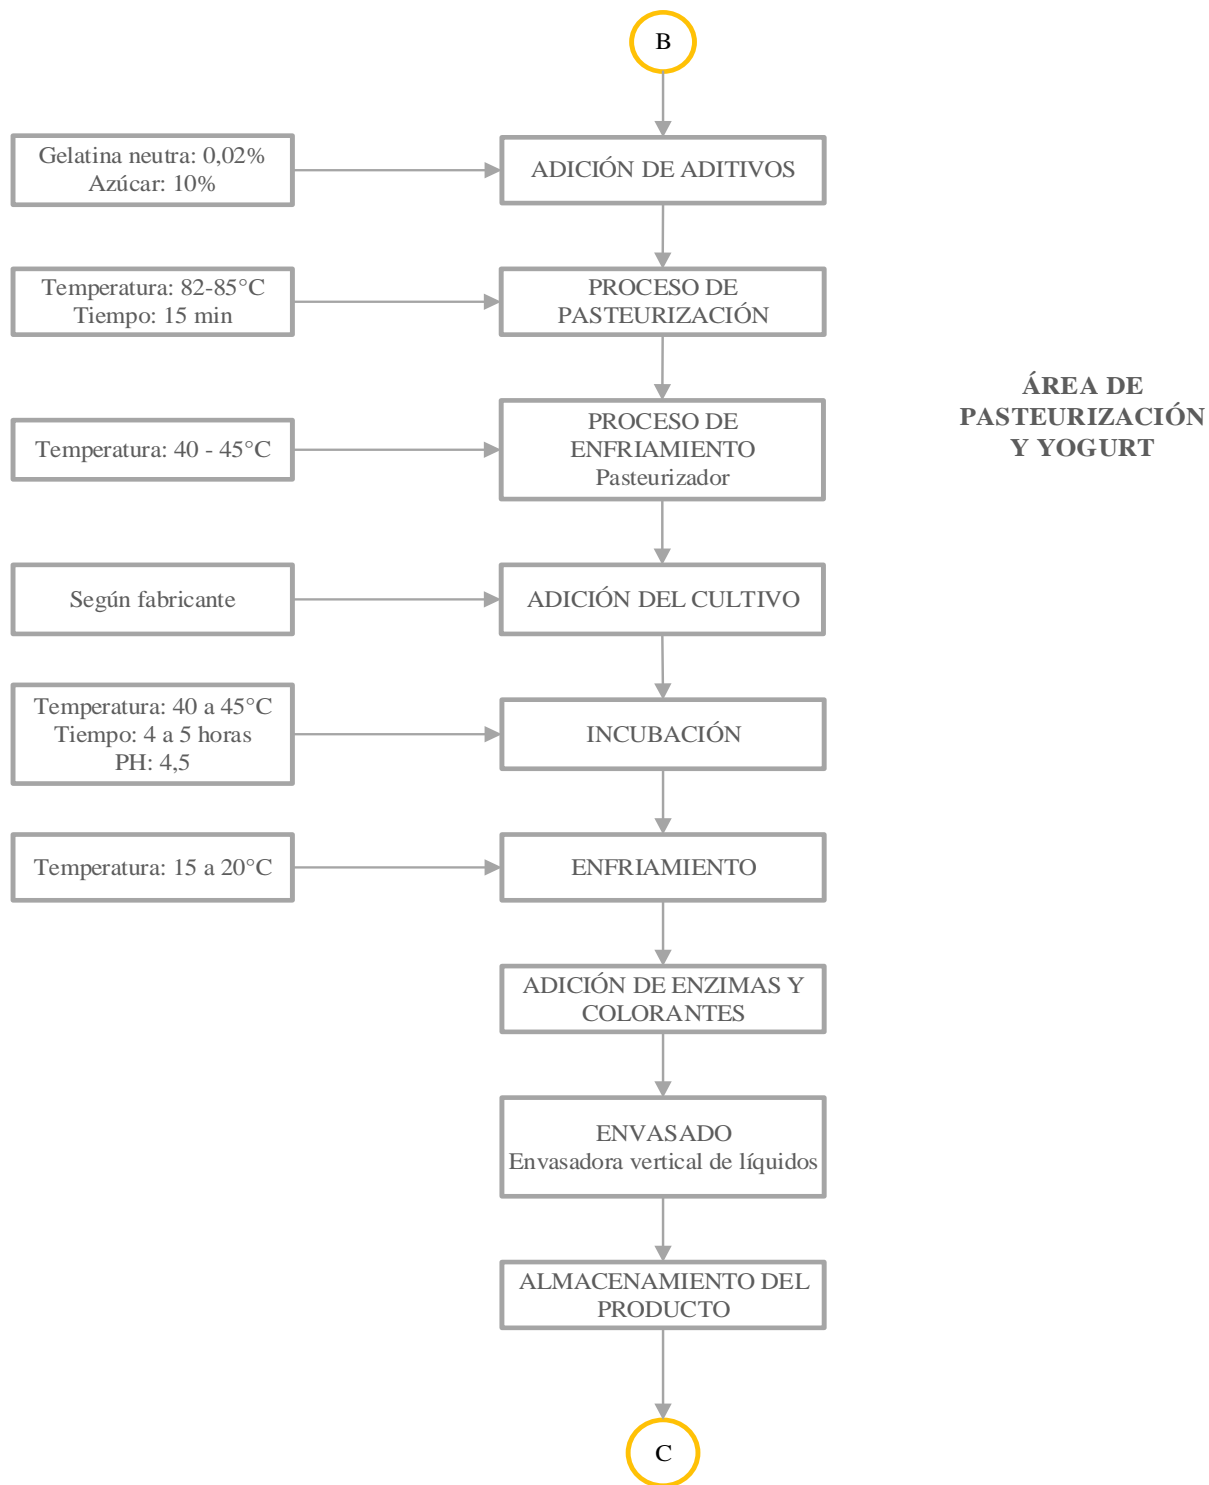 B
Gelatina neutra: 0,02%
Azúcar: 10%
ADICIÓN DE ADITIVOS
Temperatura: 82-85°C
Tiempo: 15 min
PROCESO DE
PASTEURIZACIÓN
ÁREA DE
PASTEURIZACIÓN
Y YOGURT
Temperatura: 40 - 45°C
PROCESO DE
ENFRIAMIENTO
Pasteurizador
Según fabricante
ADICIÓN DEL CULTIVO
Temperatura: 40 a 45°C
Tiempo: 4 a 5 horas
PH: 4,5
INCUBACIÓN
Temperatura: 15 a 20°C
ENFRIAMIENTO
ADICIÓN DE ENZIMAS Y
COLORANTES
ENVASADO
Envasadora vertical de líquidos
ALMACENAMIENTO DEL
PRODUCTO
C